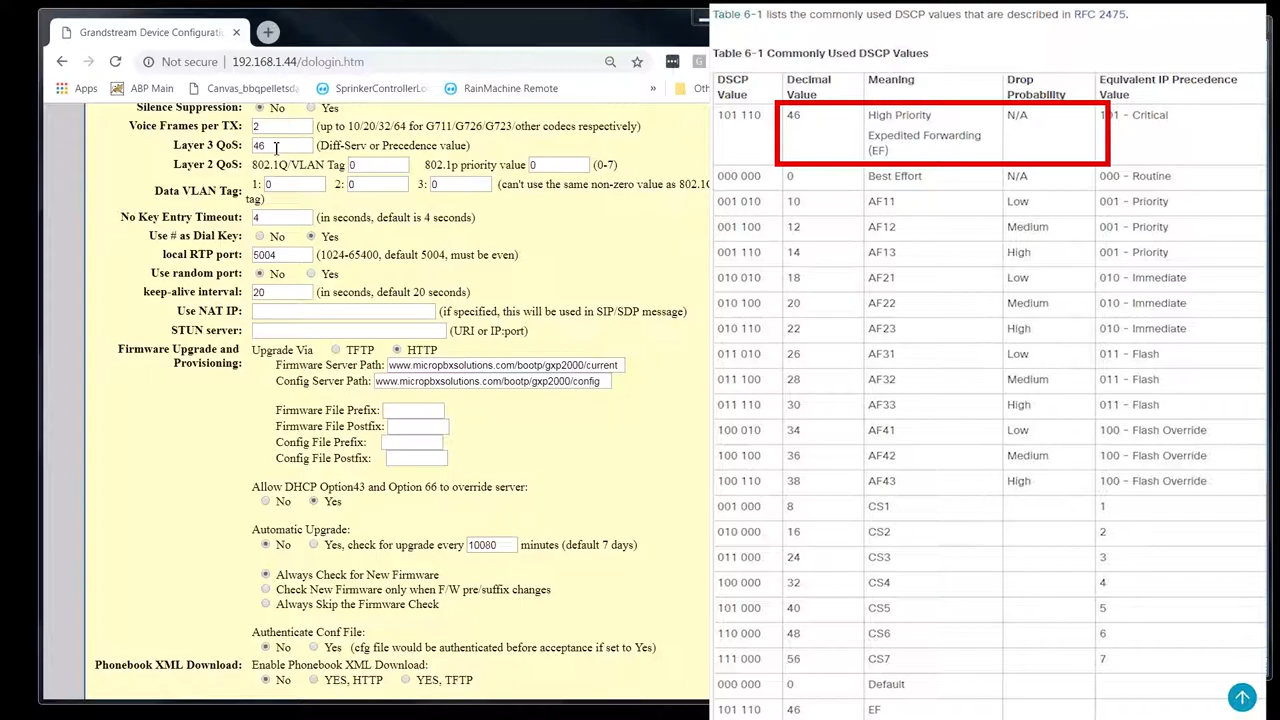 Grandstream Device Configurati
Not secure | 192.168.1.44/dologin.htm
Apps ABP Main Canvas_bbqpelletsda SprinkerControllerLo RainMachine Remote » Oth
Silence Suppression: No Yes
Voice Frames per TX: 2 (up to 10/20/32/64 for G711/G726/G723/other codecs respectively)
Layer 3 QoS: 46 (Diff-Serv or Precedence value)
Layer 2 QoS: 802.1Q/VLAN Tag 0 802.1p priority value 0 (0-7)
Data VLAN Tag: 1: 0 2: 0 3: 0 (can't use the same non-zero value as 802.1Q
tag)
No Key Entry Timeout: 4 (in seconds, default is 4 seconds)
Use # as Dial Key: No Yes
local RTP port: 5004 (1024-65400, default 5004, must be even)
Use random port: No Yes
keep-alive interval: 20 (in seconds, default 20 seconds)
Use NAT IP: (if specified, this will be used in SIP/SDP message)
STUN server: (URI or IP:port)
Firmware Upgrade and
Provisioning:
Upgrade Via TFTP HTTP
Firmware Server Path: www.micropbxsolutions.com/bootp/gxp2000/current
Config Server Path: www.micropbxsolutions.com/bootp/gxp2000/config
Firmware File Prefix:
Firmware File Postfix:
Config File Prefix:
Config File Postfix:
Allow DHCP Option43 and Option 66 to override server:
No Yes
Automatic Upgrade:
No Yes, check for upgrade every 10080 minutes (default 7 days)
Always Check for New Firmware
Check New Firmware only when F/W pre/suffix changes
Always Skip the Firmware Check
Authenticate Conf File:
No Yes (cfg file would be authenticated before acceptance if set to Yes)
Phonebook XML Download: Enable Phonebook XML Download:
No YES, HTTP YES, TFTP
Table 6-1 lists the commonly used DSCP values that are described in RFC 2475.
Table 6-1 Commonly Used DSCP Values
DSCP Value Decimal Value Meaning Drop Probability Equivalent IP Precedence Value
101 110 46 High Priority N/A 101 - Critical
Expedited Forwarding
(EF)
000 000 0 Best Effort N/A 000 - Routine
001 010 10 AF11 Low 001 - Priority
001 100 12 AF12 Medium 001 - Priority
001 110 14 AF13 High 001 - Priority
010 010 18 AF21 Low 010 - Immediate
010 100 20 AF22 Medium 010 - Immediate
010 110 22 AF23 High 010 - Immediate
011 010 26 AF31 Low 011 - Flash
011 100 28 AF32 Medium 011 - Flash
011 110 30 AF33 High 011 - Flash
100 010 34 AF41 Low 100 - Flash Override
100 100 36 AF42 Medium 100 - Flash Override
100 110 38 AF43 High 100 - Flash Override
001 000 8 CS1 1
010 000 16 CS2 2
011 000 24 CS3 3
100 000 32 CS4 4
101 000 40 CS5 5
110 000 48 CS6 6
111 000 56 CS7 7
000 000 0 Default
101 110 46 EF